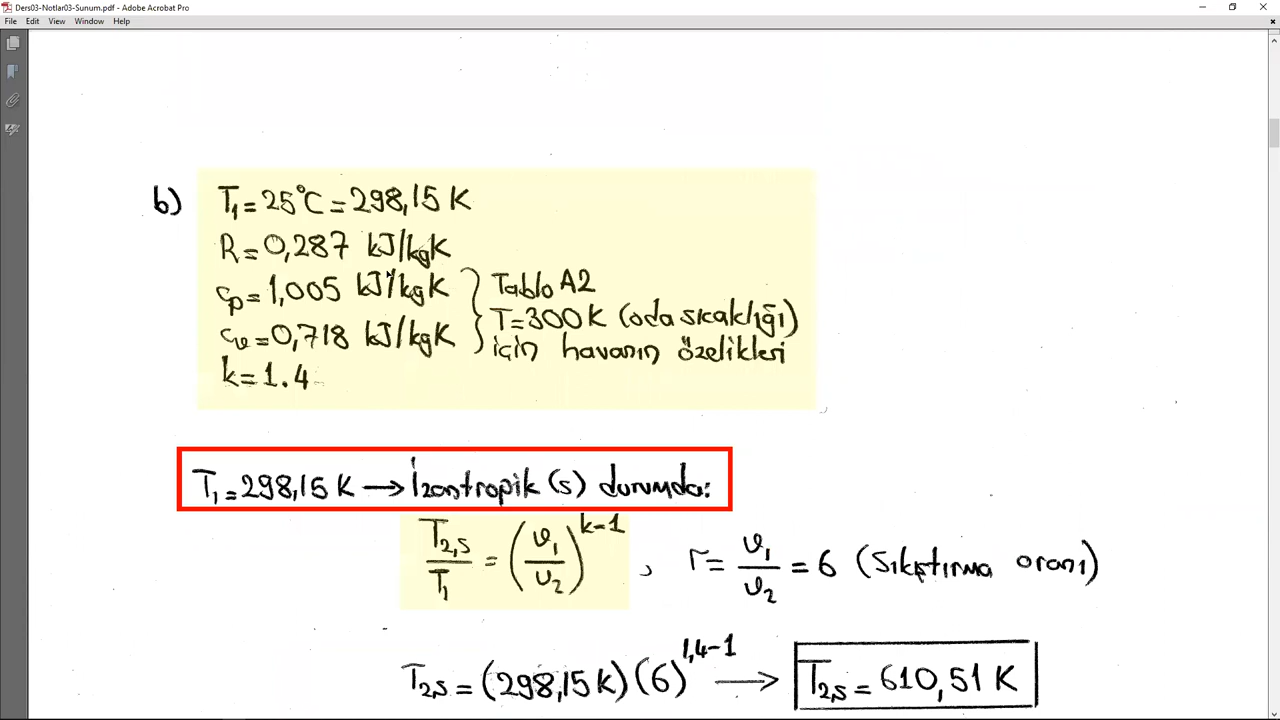 Ders03-Notlar03-Sunum.pdf - Adobe Acrobat Pro
File Edit View Window Help
b) T₁ = 25°C = 298,15 K
R = 0,287 kJ/kgK
cp = 1,005 kJ/kgK
cv = 0,718 kJ/kgK
k = 1.4
Tablo A2
T = 300 K (oda sıcaklığı)
için havanın özelikleri
T₁ = 298,15 K → İzentropik (s) durumda:
T₂,s / T₁ = (v₁ / v₂)^(k-1) , r = v₁ / v₂ = 6 (Sıkıştırma oranı)
T₂,s = (298,15 K) (6)^(1,4-1) → T₂,s = 610,51 K